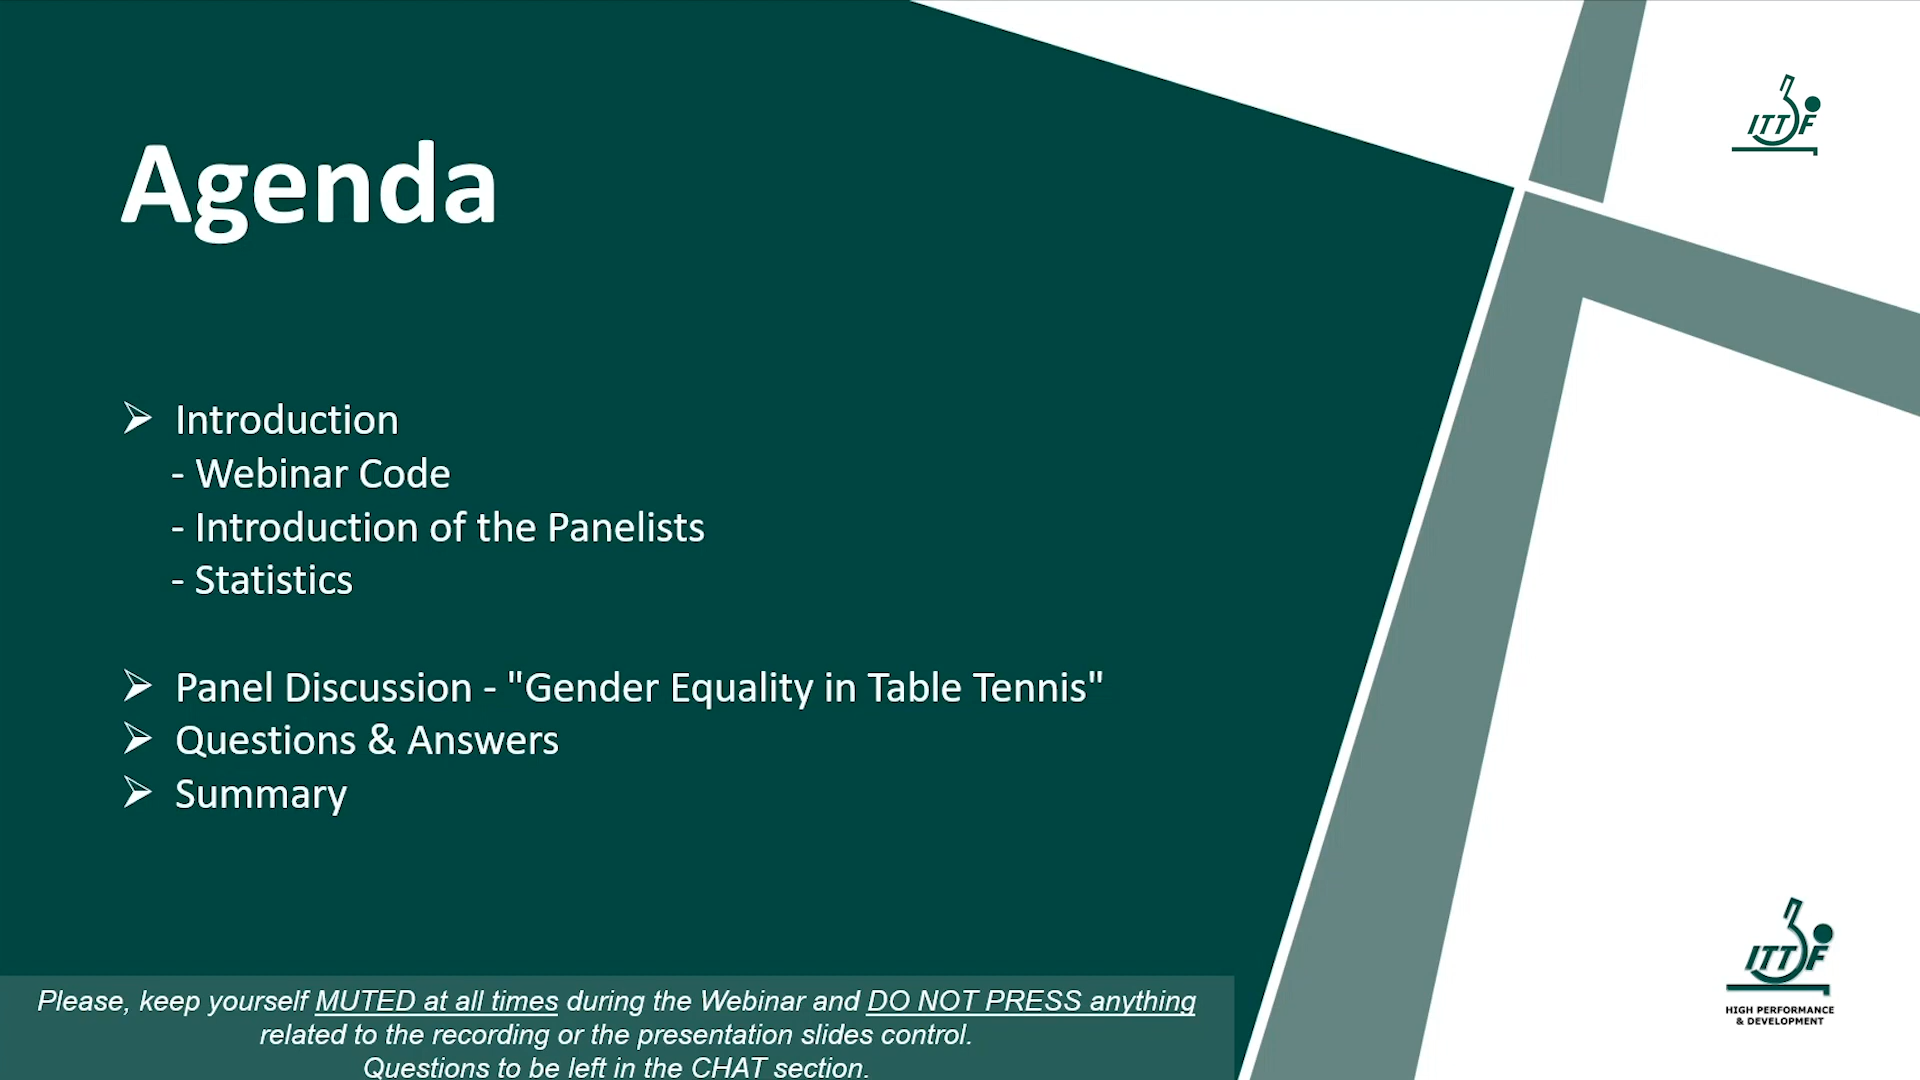 Agenda
ITTF
➢ Introduction
- Webinar Code
- Introduction of the Panelists
- Statistics
➢ Panel Discussion - "Gender Equality in Table Tennis"
➢ Questions & Answers
➢ Summary
ITTF
HIGH PERFORMANCE
& DEVELOPMENT
Please, keep yourself MUTED at all times during the Webinar and DO NOT PRESS anything
related to the recording or the presentation slides control.
Questions to be left in the CHAT section.